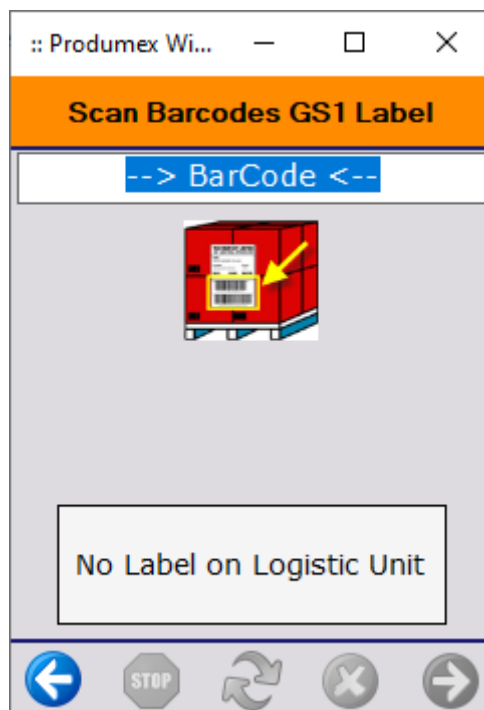 :: Produmex Wi...
Scan Barcodes GS1 Label
--> BarCode <--
No Label on Logistic Unit
STOP